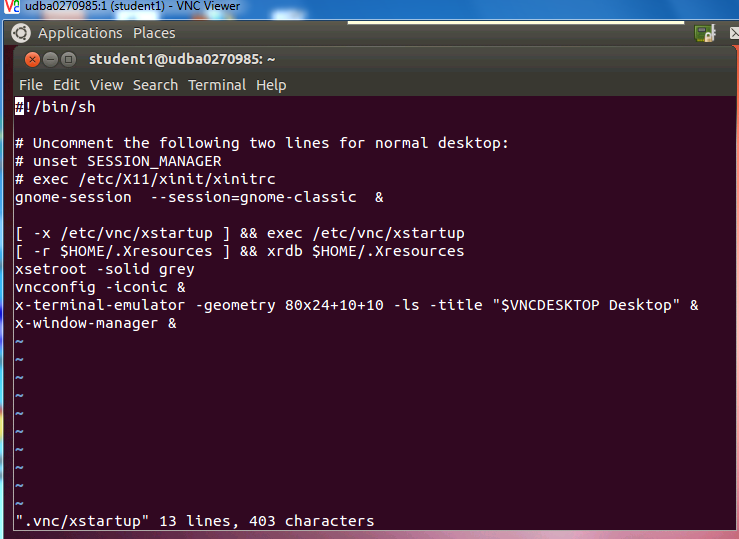 udba0270985:1 (student1) - VNC Viewer
Applications Places
student1@udba0270985: ~
File Edit View Search Terminal Help
#!/bin/sh

# Uncomment the following two lines for normal desktop:
# unset SESSION_MANAGER
# exec /etc/X11/xinit/xinitrc
gnome-session  --session=gnome-classic  &

[ -x /etc/vnc/xstartup ] && exec /etc/vnc/xstartup
[ -r $HOME/.Xresources ] && xrdb $HOME/.Xresources
xsetroot -solid grey
vncconfig -iconic &
x-terminal-emulator -geometry 80x24+10+10 -ls -title "$VNCDESKTOP Desktop" &
x-window-manager &
~
~
~
~
~
~
~
~
~
~
".vnc/xstartup" 13 lines, 403 characters